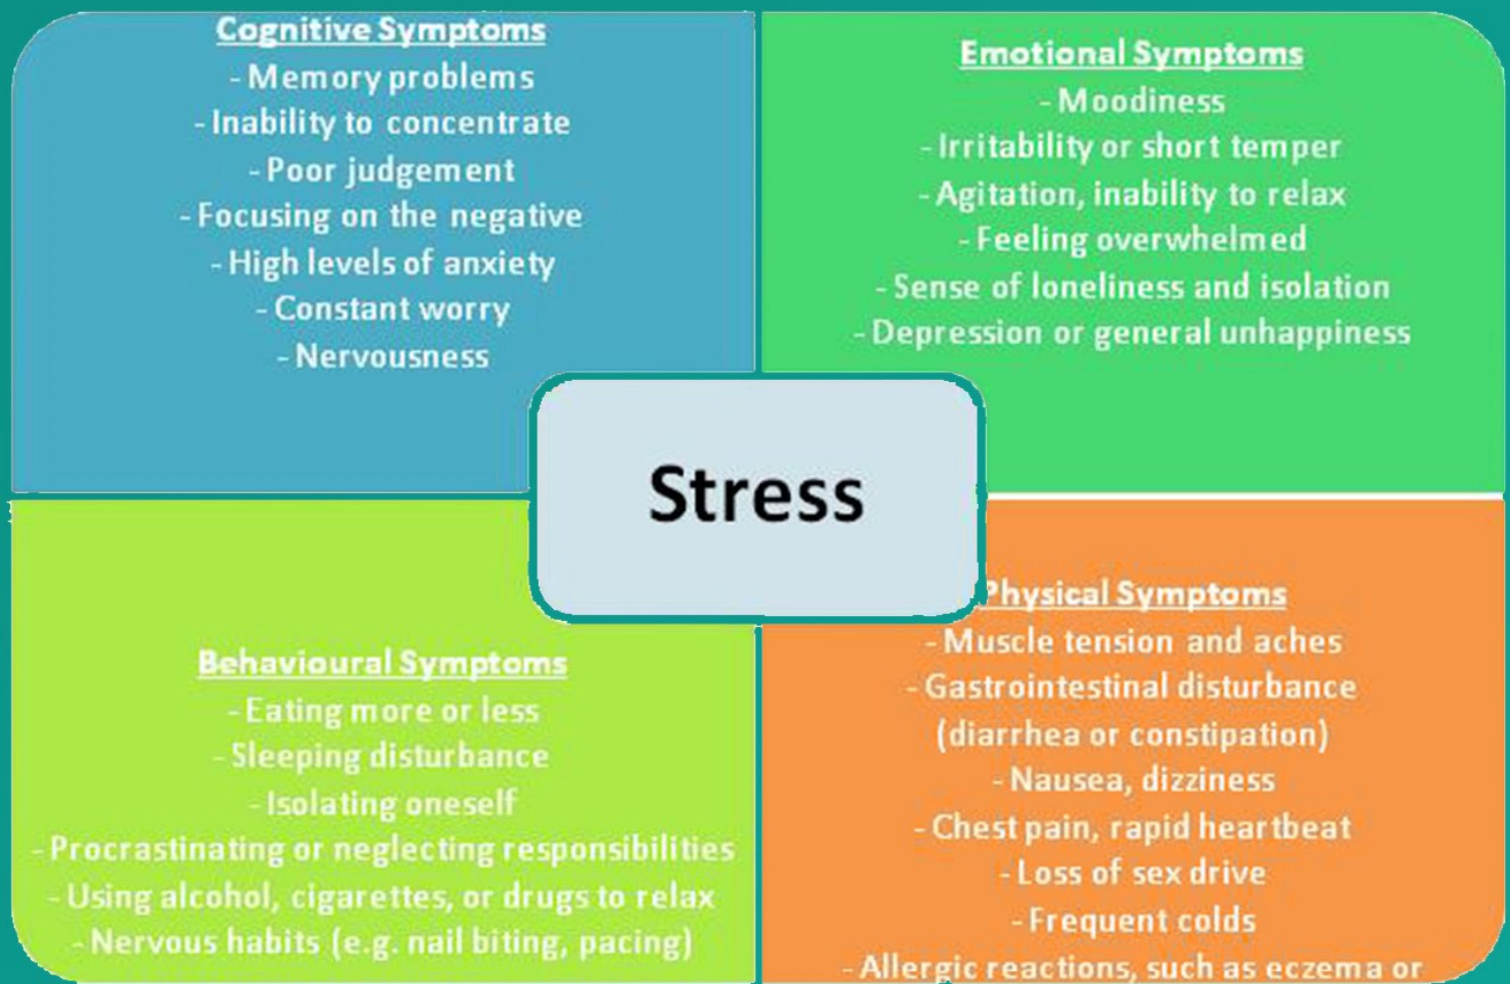 Cognitive Symptoms
- Memory problems
- Inability to concentrate
- Poor judgement
- Focusing on the negative
- High levels of anxiety
- Constant worry
- Nervousness
Emotional Symptoms
- Moodiness
- Irritability or short temper
- Agitation, inability to relax
- Feeling overwhelmed
- Sense of loneliness and isolation
- Depression or general unhappiness
Stress
Behavioural Symptoms
- Eating more or less
- Sleeping disturbance
- Isolating oneself
- Procrastinating or neglecting responsibilities
- Using alcohol, cigarettes, or drugs to relax
- Nervous habits (e.g. nail biting, pacing)
Physical Symptoms
- Muscle tension and aches
- Gastrointestinal disturbance
(diarrhea or constipation)
- Nausea, dizziness
- Chest pain, rapid heartbeat
- Loss of sex drive
- Frequent colds
- Allergic reactions, such as eczema or